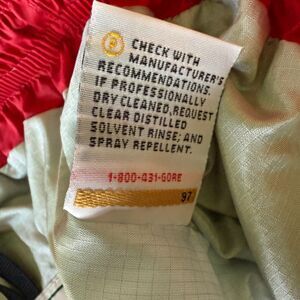 CHECK WITH
MANUFACTURER'S
RECOMMENDATIONS.
IF PROFESSIONALLY
DRY CLEANED, REQUEST
CLEAR DISTILLED
SOLVENT RINSE; AND
SPRAY REPELLENT.
1-800-431-GORE
97